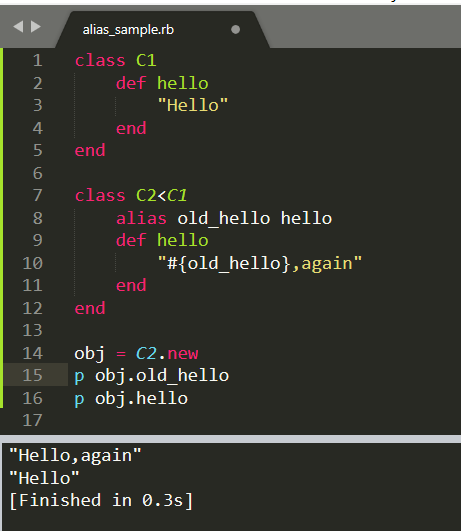 alias_sample.rb
1 class C1
2     def hello
3         "Hello"
4     end
5 end
6
7 class C2<C1
8     alias old_hello hello
9     def hello
10         "#{old_hello},again"
11     end
12 end
13
14 obj = C2.new
15 p obj.old_hello
16 p obj.hello
17
"Hello,again"
"Hello"
[Finished in 0.3s]